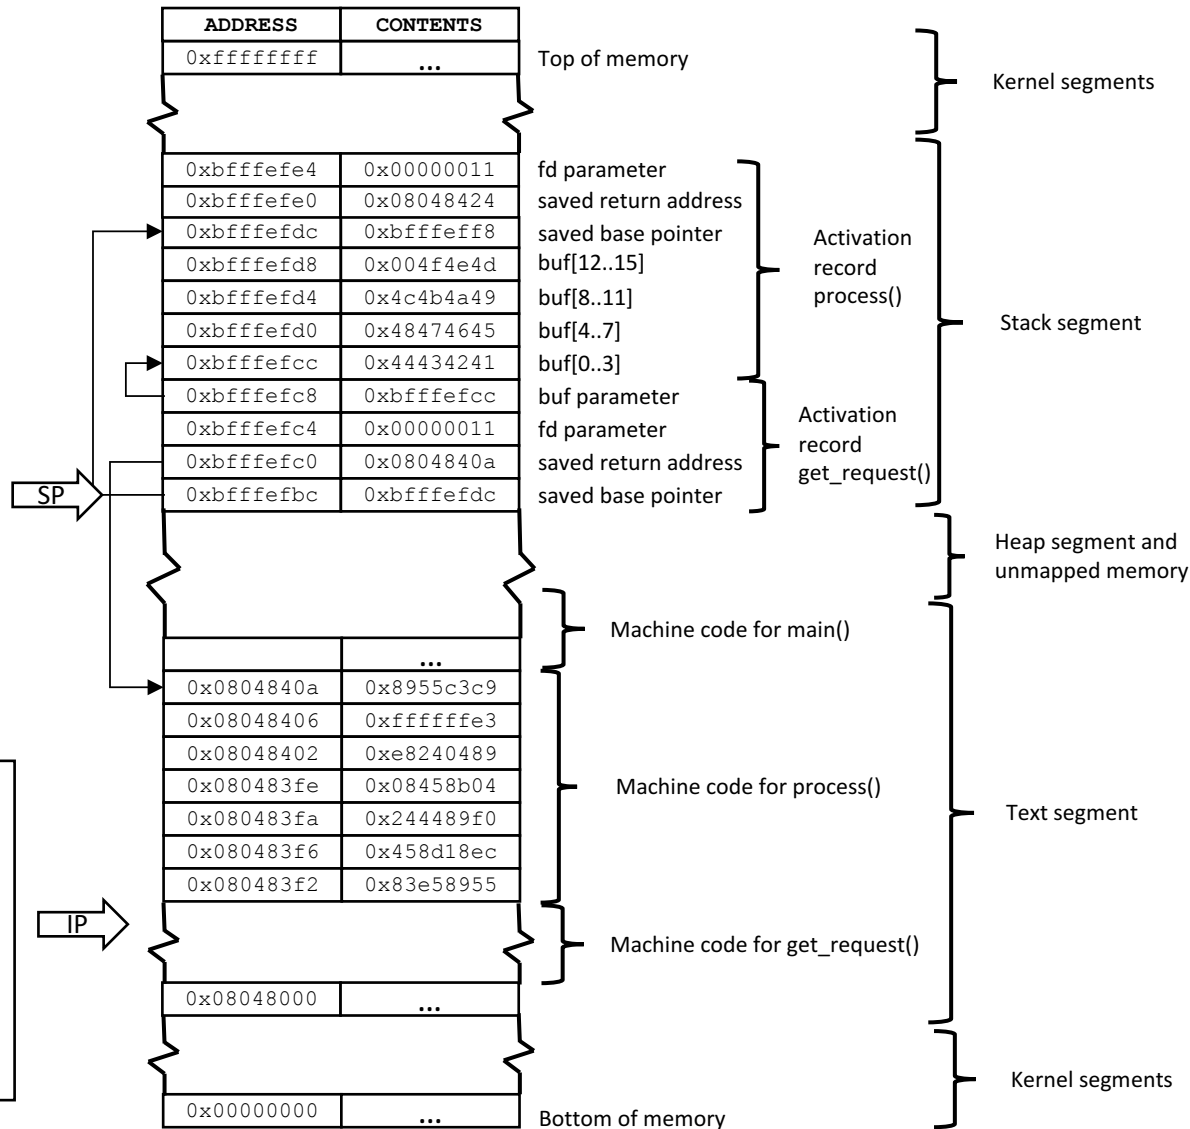 ADDRESS CONTENTS
0xffffffff ... Top of memory
Kernel segments
0xbfffefe4 0x00000011 fd parameter
0xbfffefe0 0x08048424 saved return address
0xbfffefdc 0xbfffeff8 saved base pointer
0xbfffefd8 0x004f4e4d buf[12..15]
0xbfffefd4 0x4c4b4a49 buf[8..11]
0xbfffefd0 0x48474645 buf[4..7]
0xbfffefcc 0x44434241 buf[0..3]
Activation
record
process()
Stack segment
0xbfffefc8 0xbfffefcc buf parameter
0xbfffefc4 0x00000011 fd parameter
0xbfffefc0 0x0804840a saved return address
0xbfffefbc 0xbfffefdc saved base pointer
Activation
record
get_request()
SP
Heap segment and
unmapped memory
Machine code for main()
...
0x0804840a 0x8955c3c9
0x08048406 0xffffffe3
0x08048402 0xe8240489
0x080483fe 0x08458b04
0x080483fa 0x244489f0
0x080483f6 0x458d18ec
0x080483f2 0x83e58955
Machine code for process()
Text segment
IP
Machine code for get_request()
0x08048000 ...
Kernel segments
0x00000000 ... Bottom of memory